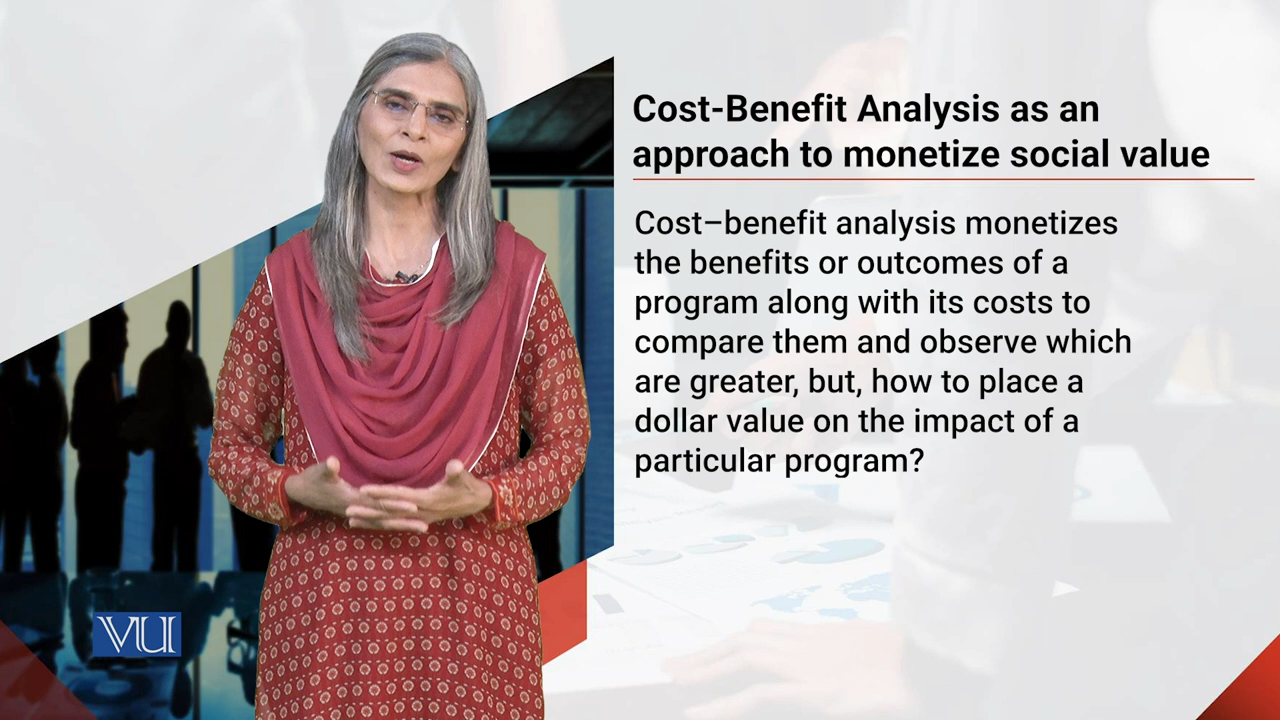 Cost-Benefit Analysis as an
approach to monetize social value
Cost–benefit analysis monetizes
the benefits or outcomes of a
program along with its costs to
compare them and observe which
are greater, but, how to place a
dollar value on the impact of a
particular program?
VU